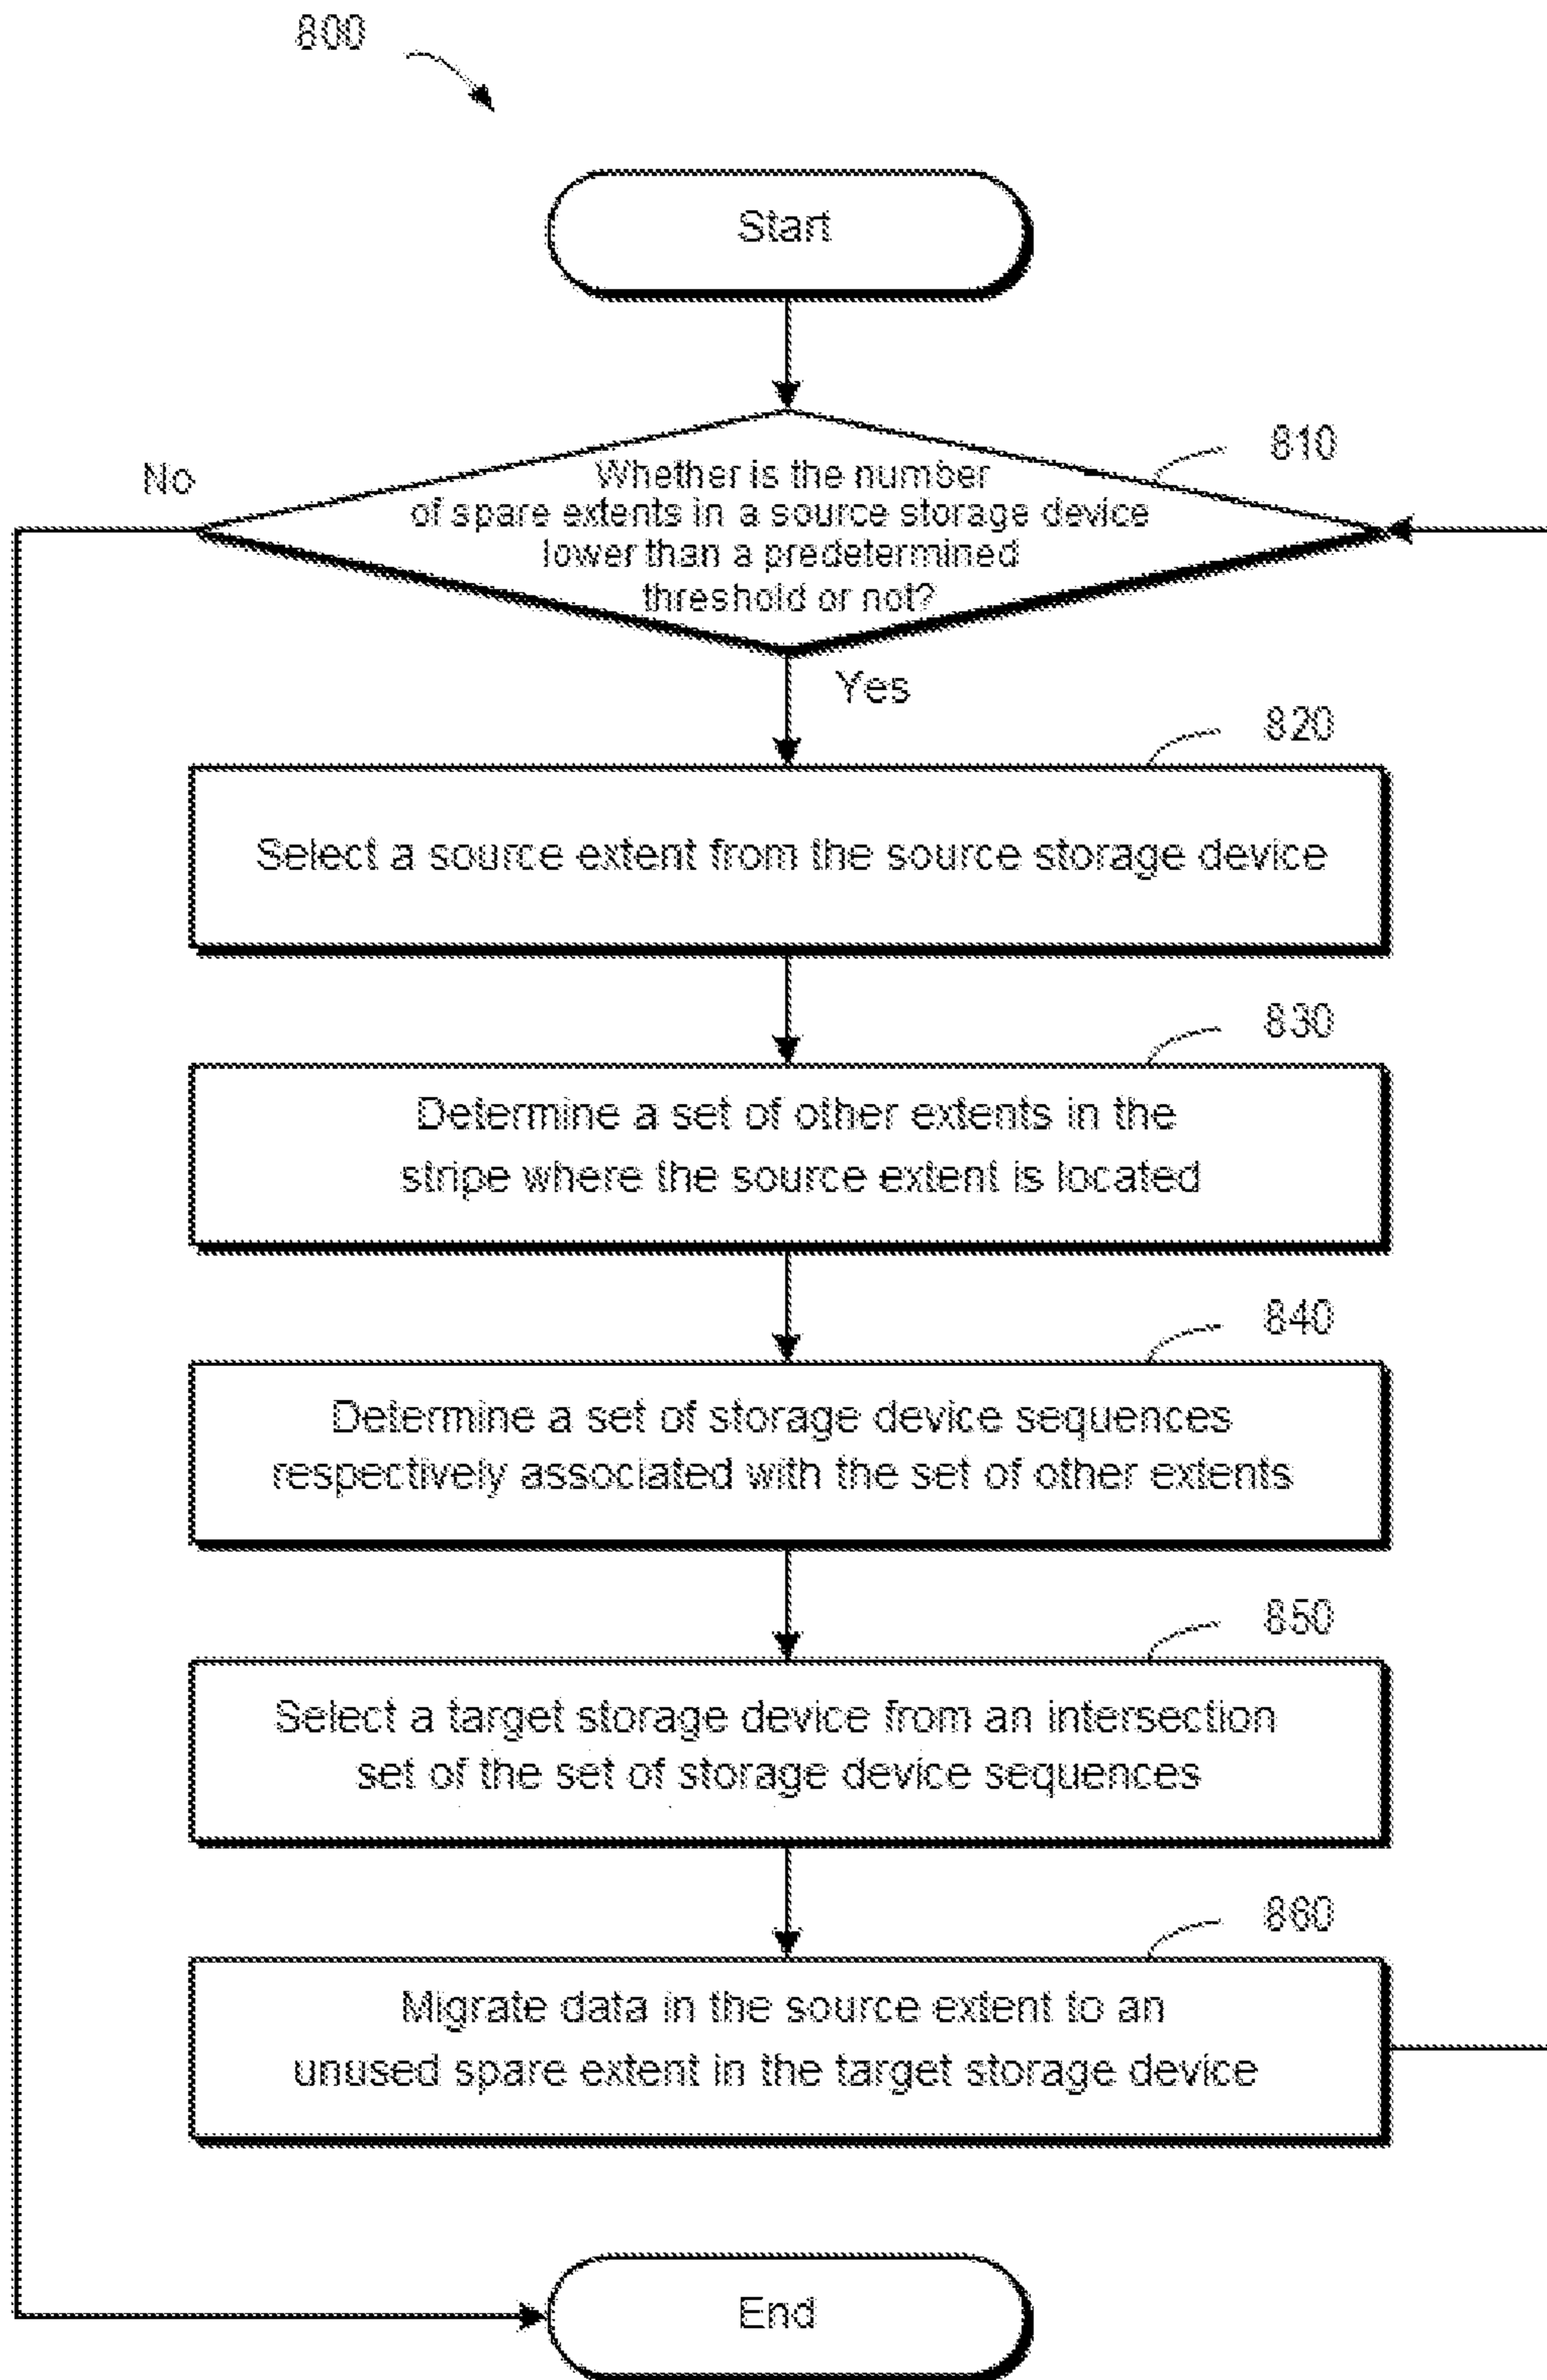 800
Start
810
No
Whether is the number
of spare extents in a source storage device
lower than a predetermined
threshold or not?
Yes
820
Select a source extent from the source storage device
830
Determine a set of other extents in the
stripe where the source extent is located
840
Determine a set of storage device sequences
respectively associated with the set of other extents
850
Select a target storage device from an intersection
set of the set of storage device sequences
860
Migrate data in the source extent to an
unused spare extent in the target storage device
End